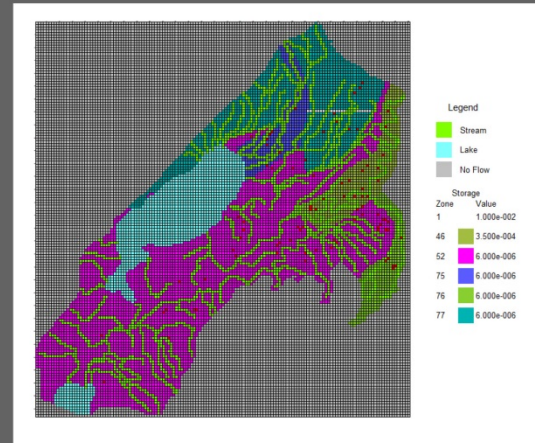 Legend
Stream
Lake
No Flow
Storage
Zone Value
1 1.000e-002
46 3.500e-004
52 6.000e-006
75 6.000e-006
76 6.000e-006
77 6.000e-006